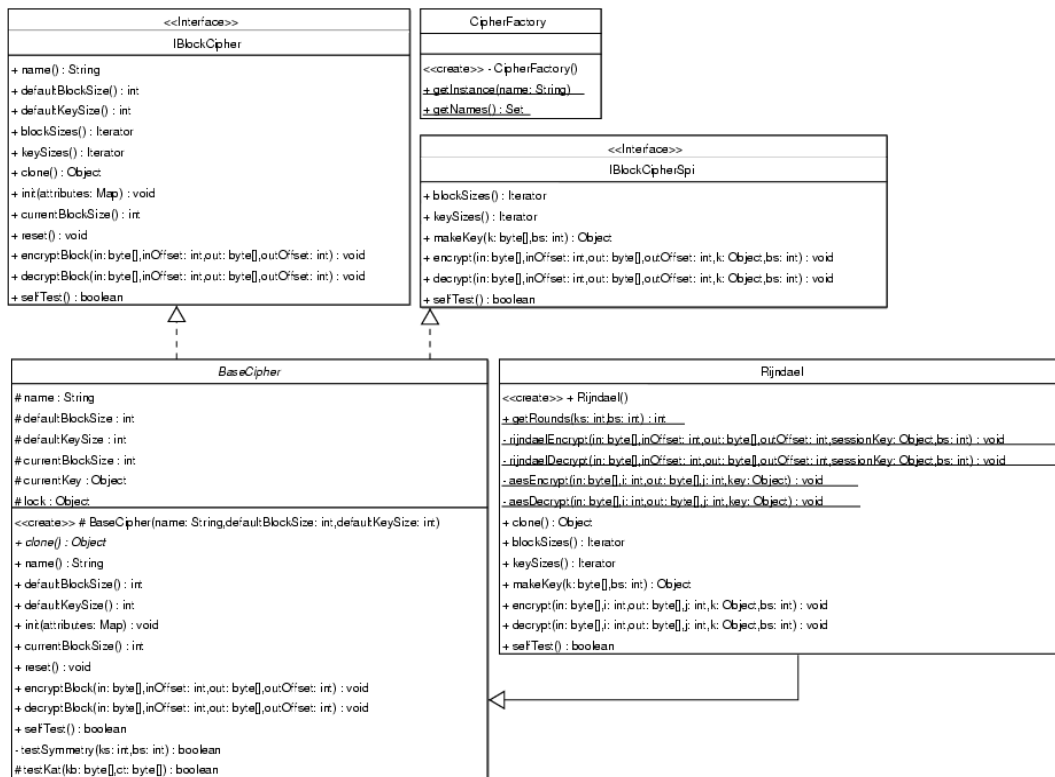 <<Interface>>
IBlockCipher
+ name() : String
+ defaultBlockSize() : int
+ defaultKeySize() : int
+ blockSizes() : Iterator
+ keySizes() : Iterator
+ clone() : Object
+ init(attributes: Map) : void
+ currentBlockSize() : int
+ reset() : void
+ encryptBlock(in: byte[],inOffset: int,out: byte[],outOffset: int) : void
+ decryptBlock(in: byte[],inOffset: int,out: byte[],outOffset: int) : void
+ selfTest() : boolean
CipherFactory
<<create>> - CipherFactory()
+ getInstance(name: String)
+ getNames() : Set
<<Interface>>
IBlockCipherSpi
+ blockSizes() : Iterator
+ keySizes() : Iterator
+ makeKey(k: byte[],bs: int) : Object
+ encrypt(in: byte[],inOffset: int,out: byte[],outOffset: int,k: Object,bs: int) : void
+ decrypt(in: byte[],inOffset: int,out: byte[],outOffset: int,k: Object,bs: int) : void
+ selfTest() : boolean
BaseCipher
# name : String
# defaultBlockSize : int
# defaultKeySize : int
# currentBlockSize : int
# currentKey : Object
# lock : Object
<<create>> # BaseCipher(name: String,defaultBlockSize: int,defaultKeySize: int)
+ clone() : Object
+ name() : String
+ defaultBlockSize() : int
+ defaultKeySize() : int
+ init(attributes: Map) : void
+ currentBlockSize() : int
+ reset() : void
+ encryptBlock(in: byte[],inOffset: int,out: byte[],outOffset: int) : void
+ decryptBlock(in: byte[],inOffset: int,out: byte[],outOffset: int) : void
+ selfTest() : boolean
- testSymmetry(ks: int,bs: int) : boolean
# testKat(kb: byte[],ct: byte[]) : boolean
Rijndael
<<create>> + Rijndael()
+ getRounds(ks: int,bs: int) : int
- rijndaelEncrypt(in: byte[],inOffset: int,out: byte[],outOffset: int,sessionKey: Object,bs: int) : void
- rijndaelDecrypt(in: byte[],inOffset: int,out: byte[],outOffset: int,sessionKey: Object,bs: int) : void
- aesEncrypt(in: byte[],i: int,out: byte[],j: int,key: Object) : void
- aesDecrypt(in: byte[],i: int,out: byte[],j: int,key: Object) : void
+ clone() : Object
+ blockSizes() : Iterator
+ keySizes() : Iterator
+ makeKey(k: byte[],bs: int) : Object
+ encrypt(in: byte[],i: int,out: byte[],j: int,k: Object,bs: int) : void
+ decrypt(in: byte[],i: int,out: byte[],j: int,k: Object,bs: int) : void
+ selfTest() : boolean